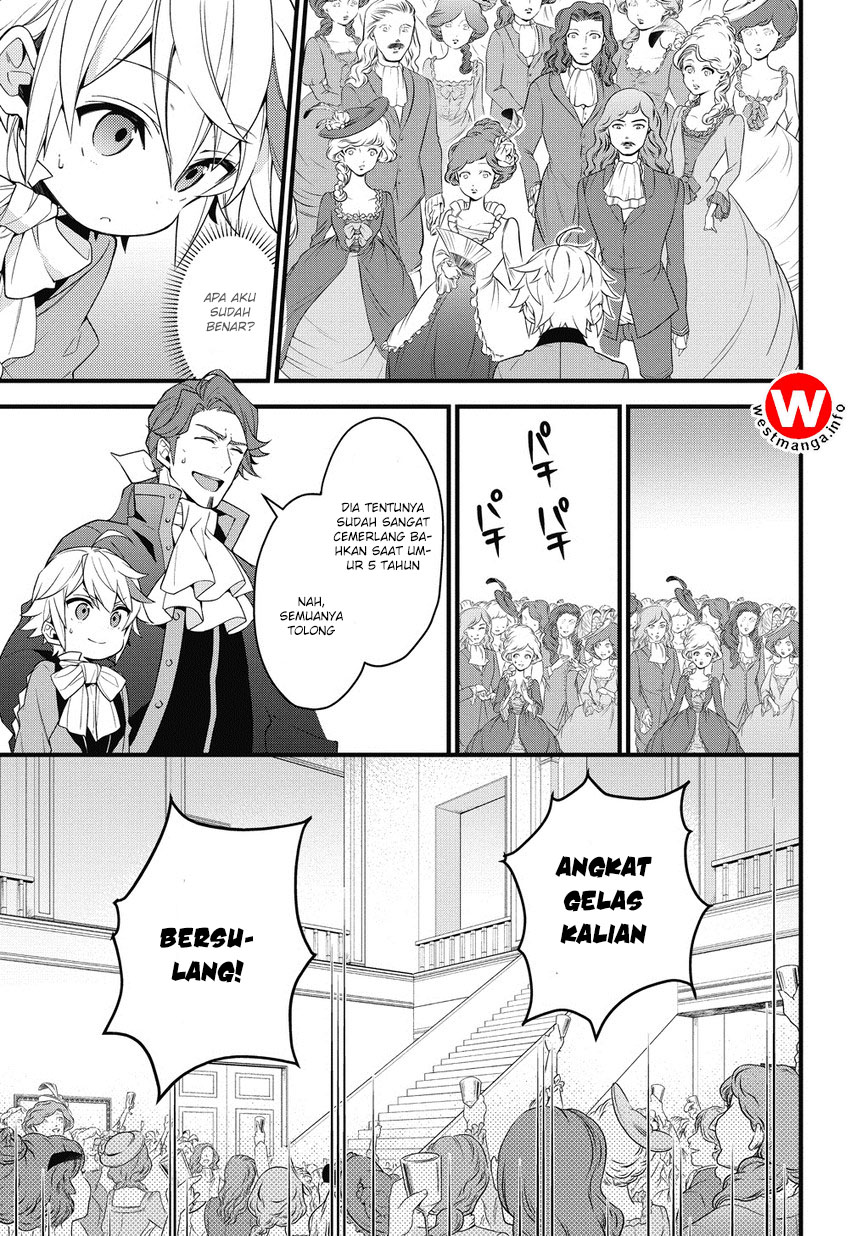 APA AKU
SUDAH
BENAR?
W
westmanga.info
パチ
パチ
パチ
DIA TENTUNYA
SUDAH SANGAT
CEMERLANG BA-
HKAN SAAT UM-
UR 5 TAHUN
NAH,
SEMUANYA
TOLONG
ANGKAT
GELAS
KALIAN
BERSU-
LANG!